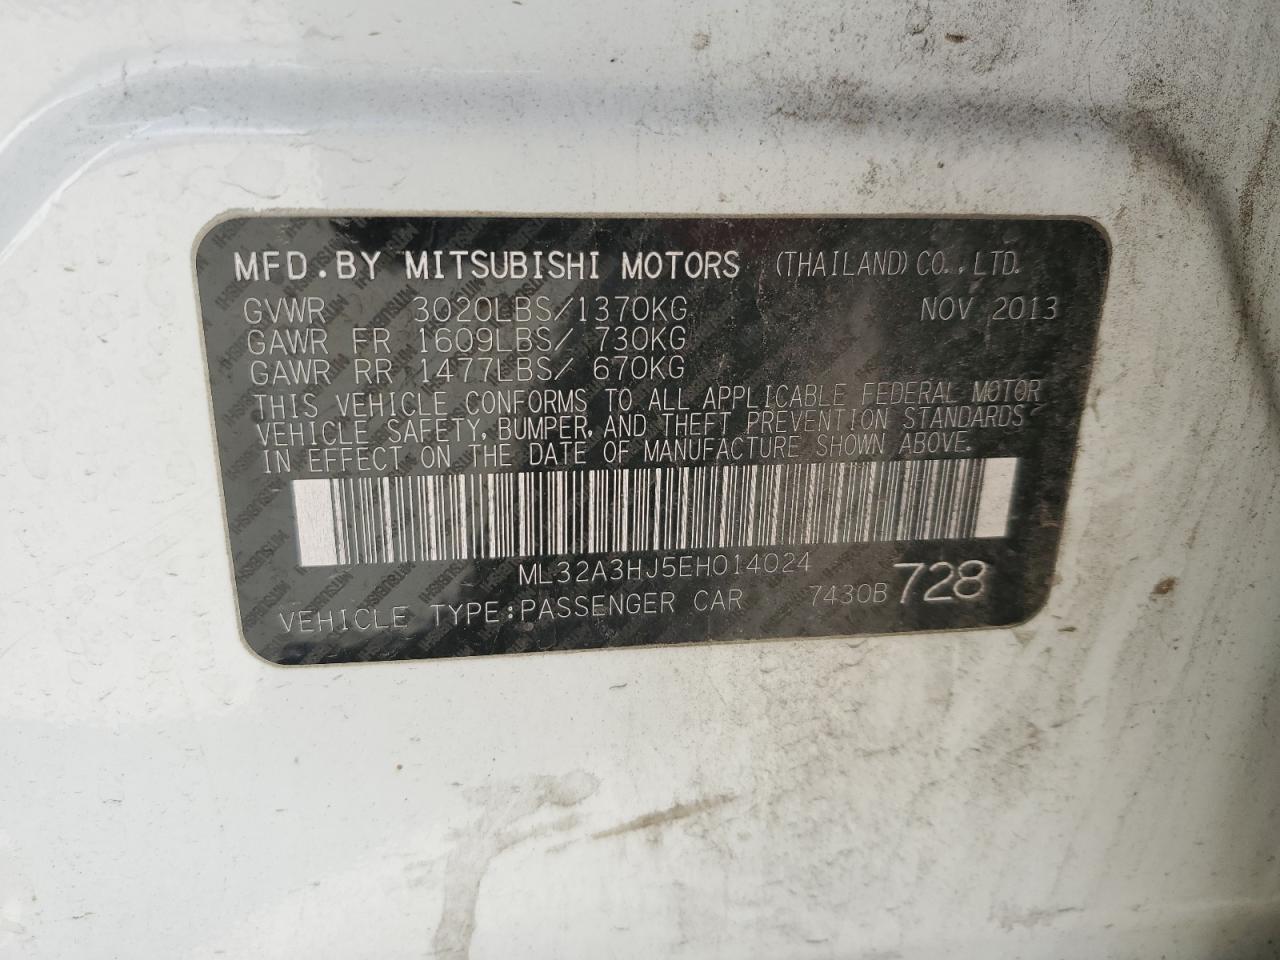 MFD.BY MITSUBISHI MOTORS (THAILAND) CO.,LTD.
GVWR 3020LBS/1370KG NOV 2013
GAWR FR 1609LBS/ 730KG
GAWR RR 1477LBS/ 670KG
THIS VEHICLE CONFORMS TO ALL APPLICABLE FEDERAL MOTOR
VEHICLE SAFETY, BUMPER, AND THEFT PREVENTION STANDARDS
IN EFFECT ON THE DATE OF MANUFACTURE SHOWN ABOVE.
ML32A3HJ5EH014024
VEHICLE TYPE:PASSENGER CAR 7430B 728